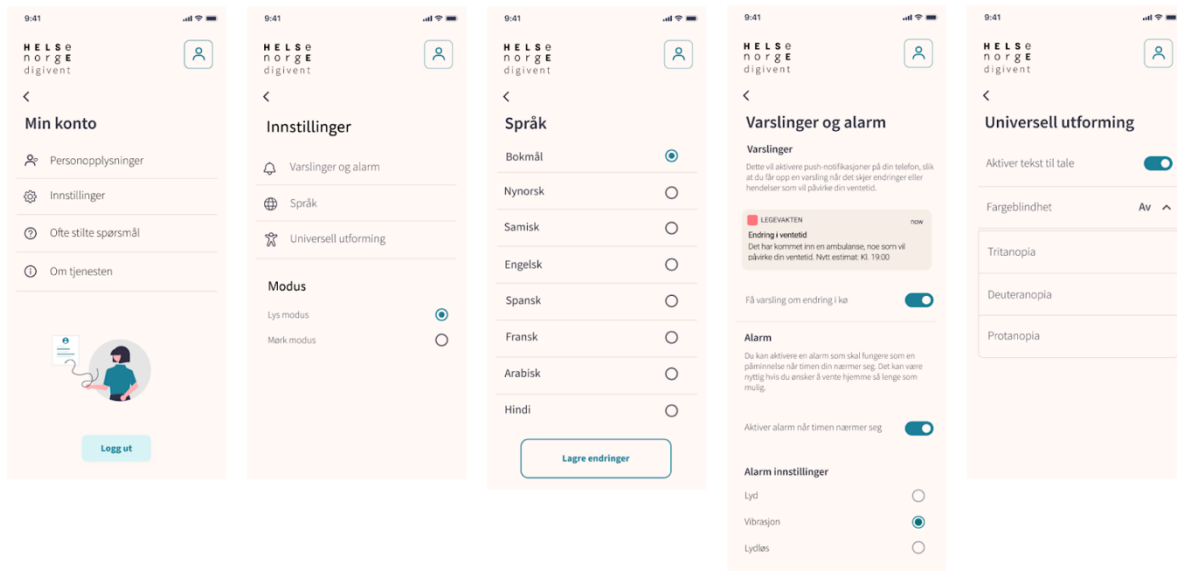 9:41
HELSe
norgE
digivent
Min konto
Personopplysninger
Innstillinger
Ofte stilte spørsmål
Om tjenesten
Logg ut
9:41
HELSe
norgE
digivent
Innstillinger
Varslinger og alarm
Språk
Universell utforming
Modus
Lys modus
Mørk modus
9:41
HELSe
norgE
digivent
Språk
Bokmål
Nynorsk
Samisk
Engelsk
Spansk
Fransk
Arabisk
Hindi
Lagre endringer
9:41
HELSe
norgE
digivent
Varslinger og alarm
Varslinger
Dette vil aktivere push-notifikasjoner på din telefon, slik
at du får opp en varsling når det skjer endringer eller
hendelser som vil påvirke din ventetid.
LEGEVAKTEN now
Endring i ventetid
Det har kommet inn en ambulanse, noe som vil
påvirke din ventetid. Nytt estimat: Kl. 19:00
Få varsling om endring i kø
Alarm
Du kan aktivere en alarm som skal fungere som en
påminnelse når timen din nærmer seg. Det kan være
nyttig hvis du ønsker å vente hjemme så lenge som
mulig.
Aktiver alarm når timen nærmer seg
Alarm innstillinger
Lyd
Vibrasjon
Lydløs
9:41
HELSe
norgE
digivent
Universell utforming
Aktiver tekst til tale
Fargeblindhet Av
Tritanopia
Deuteranopia
Protanopia